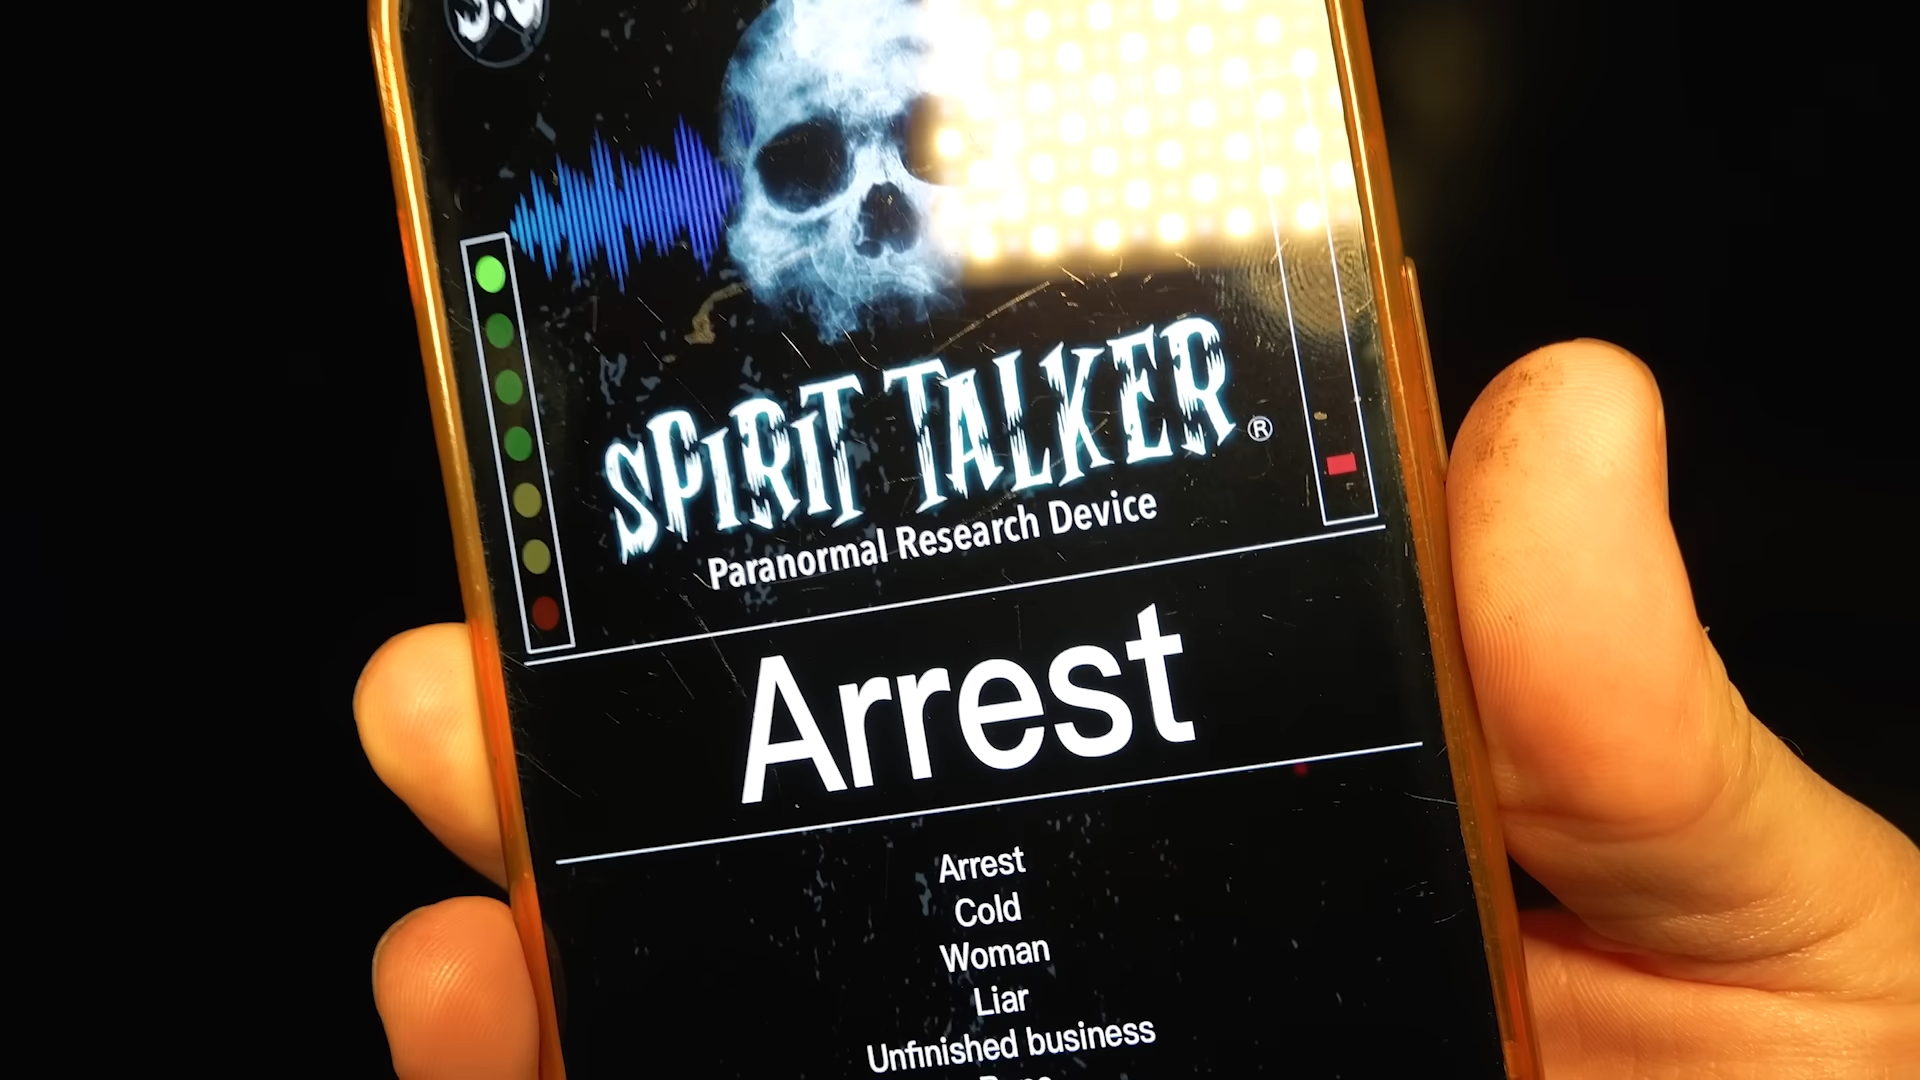 SPIRIT TALKER ®
Paranormal Research Device
Arrest
Arrest
Cold
Woman
Liar
Unfinished business